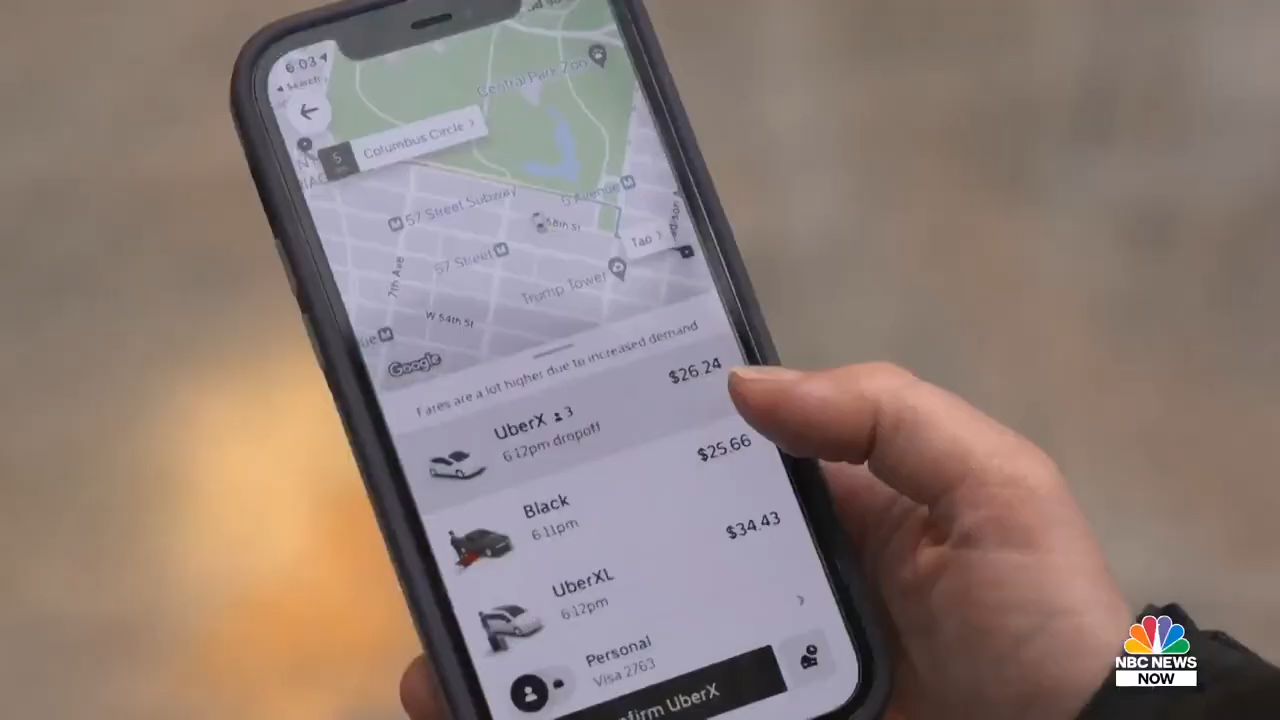 6:03
Search
Central Park Zoo
5
Columbus Circle >
57 Street Subway
5 Avenue
58th St
Tao >
57 Street
7th Ave
Trump Tower
W 54th St
Google
Fares are a lot higher due to increased demand
UberX 3
$26.24
6:12pm dropoff
Black
$25.66
6:11pm
UberXL
$34.43
6:12pm
Personal
Visa 2763
nfirm UberX
NBC NEWS
NOW